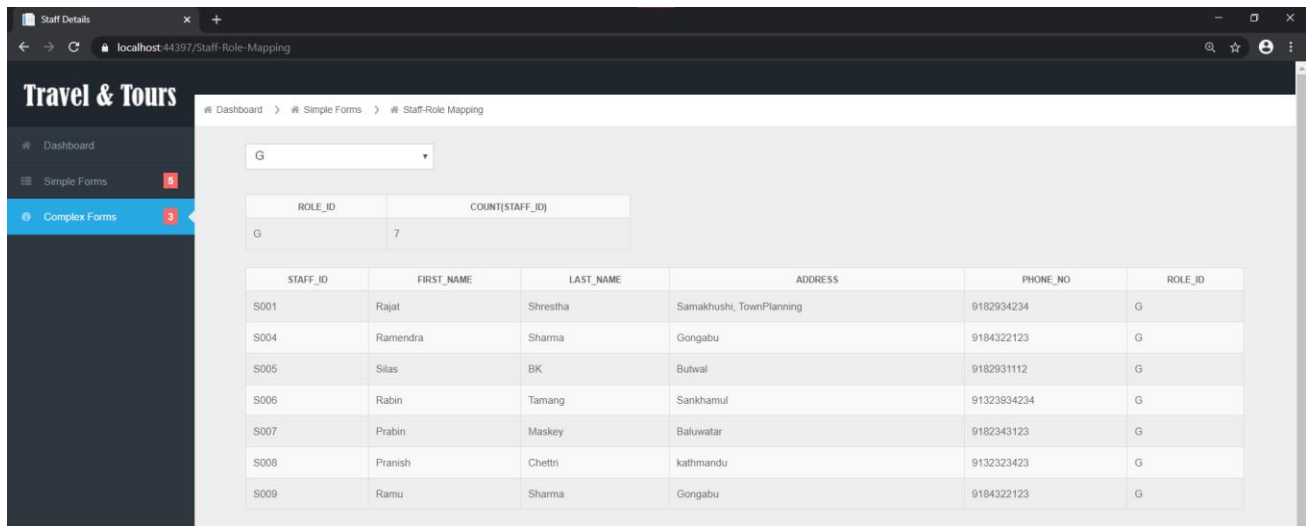 Staff Details
localhost:44397/Staff-Role-Mapping
Travel & Tours
Dashboard > Simple Forms > Staff-Role Mapping
Dashboard
Simple Forms 5
Complex Forms 3
G
ROLE_ID COUNT(STAFF_ID)
G 7
STAFF_ID FIRST_NAME LAST_NAME ADDRESS PHONE_NO ROLE_ID
S001 Rajat Shrestha Samakhushi, TownPlanning 9182934234 G
S004 Ramendra Sharma Gongabu 9184322123 G
S005 Silas BK Butwal 9182931112 G
S006 Rabin Tamang Sankhamul 91323934234 G
S007 Prabin Maskey Baluwatar 9182343123 G
S008 Pranish Chettri kathmandu 9132323423 G
S009 Ramu Sharma Gongabu 9184322123 G